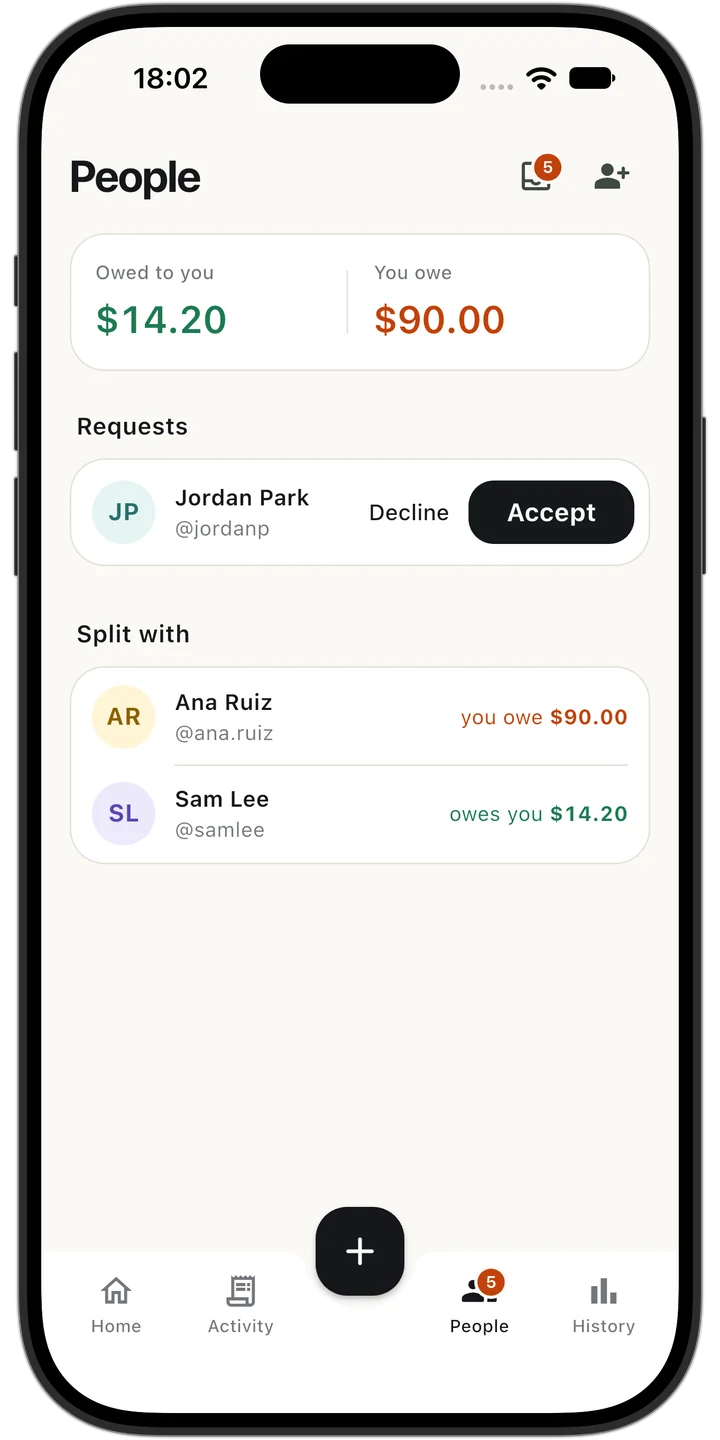 18:02
People
5
Owed to you
You owe
$14.20
$90.00
Requests
JP
Jordan Park
@jordanp
Decline
Accept
Split with
AR
Ana Ruiz
@ana.ruiz
you owe $90.00
SL
Sam Lee
@samlee
owes you $14.20
5
Home
Activity
People
History